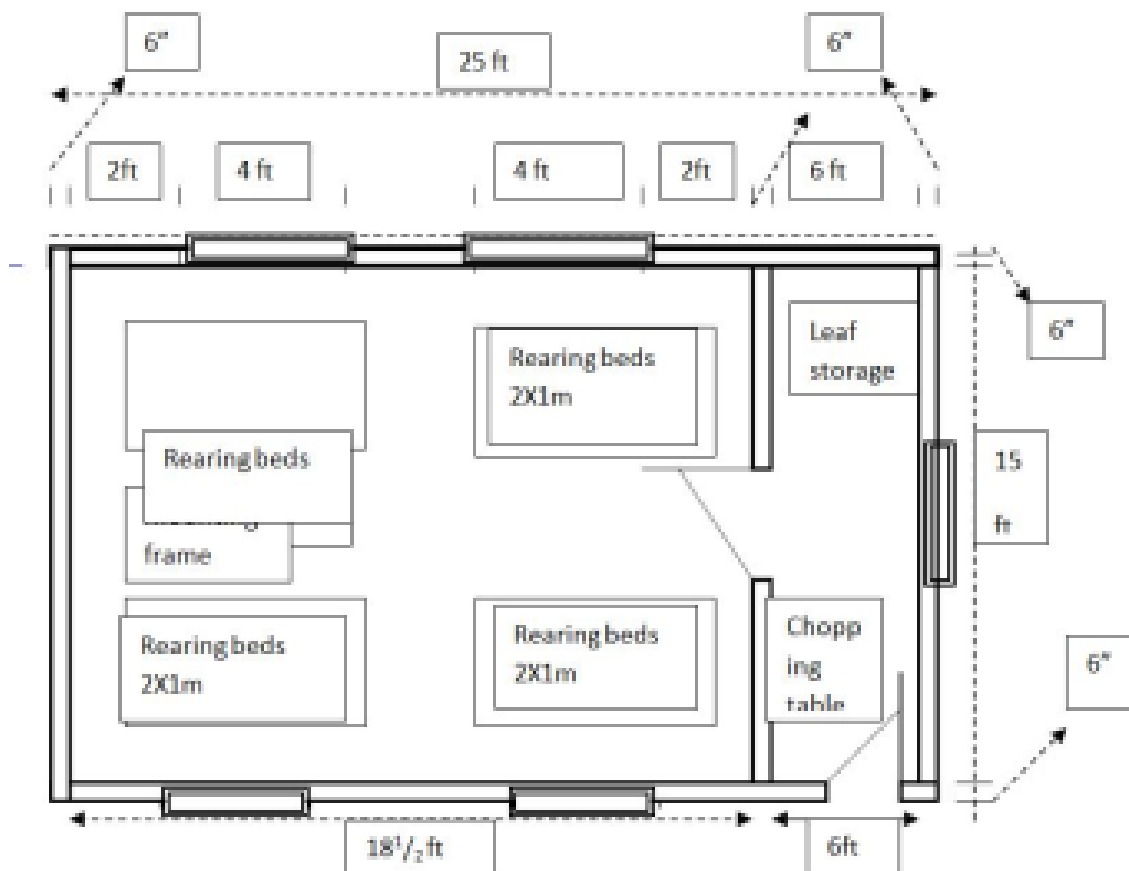 6”
6”
25 ft
2ft
4 ft
4 ft
2ft
6 ft
Leaf
storage
6”
Rearing beds
2X1m
Rearing beds
frame
15
ft
Rearing beds
2X1m
Rearing beds
2X1m
Chopp
ing
table
6”
18¹/₂ ft
6ft